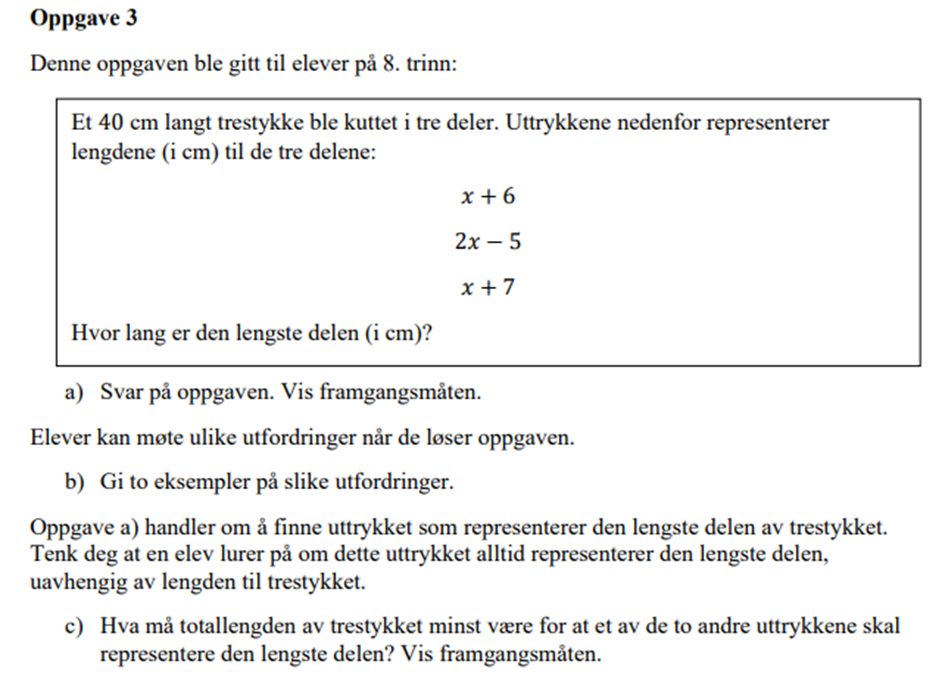 Oppgave 3
Denne oppgaven ble gitt til elever på 8. trinn:
Et 40 cm langt trestykke ble kuttet i tre deler. Uttrykkene nedenfor representerer
lengdene (i cm) til de tre delene:
x + 6
2x − 5
x + 7
Hvor lang er den lengste delen (i cm)?
a) Svar på oppgaven. Vis framgangsmåten.
Elever kan møte ulike utfordringer når de løser oppgaven.
b) Gi to eksempler på slike utfordringer.
Oppgave a) handler om å finne uttrykket som representerer den lengste delen av trestykket.
Tenk deg at en elev lurer på om dette uttrykket alltid representerer den lengste delen,
uavhengig av lengden til trestykket.
c) Hva må totallengden av trestykket minst være for at et av de to andre uttrykkene skal
representere den lengste delen? Vis framgangsmåten.